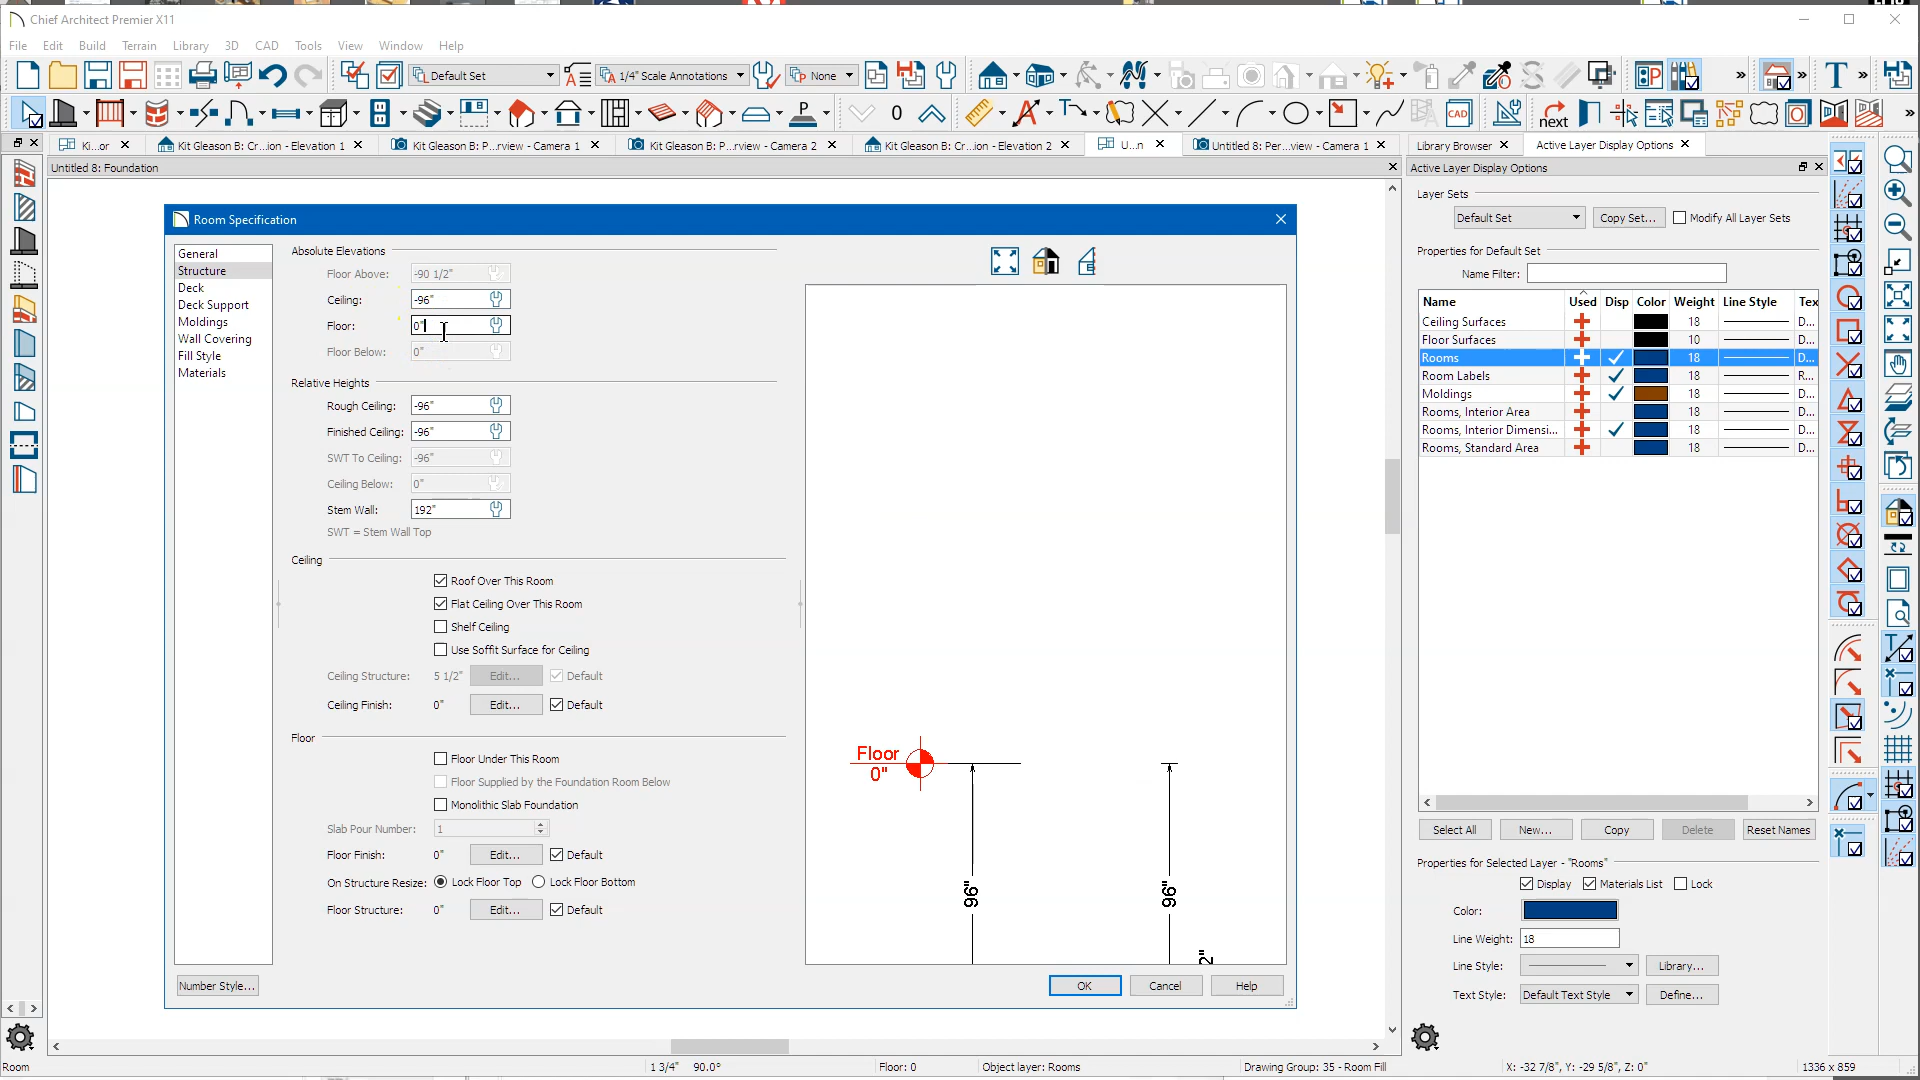 Chief Architect Premier X11
File Edit Build Terrain Library 3D CAD Tools View Window Help
Default Set 1/4" Scale Annotations None
0 CAD next
Ki...or Kit Gleason B: Cr...ion - Elevation 1 Kit Gleason B: P...rview - Camera 1 Kit Gleason B: P...rview - Camera 2 Kit Gleason B: Cr...ion - Elevation 2 U...n Untitled 8: Per...view - Camera 1 Library Browser Active Layer Display Options
Untitled 8: Foundation
Active Layer Display Options
Room Specification
General
Structure
Deck
Deck Support
Moldings
Wall Covering
Fill Style
Materials
Absolute Elevations
Floor Above: -90 1/2"
Ceiling: -96"
Floor: 0"
Floor Below: 0"
Relative Heights
Rough Ceiling: -96"
Finished Ceiling: -96"
SWT To Ceiling: -96"
Ceiling Below: 0"
Stem Wall: 192"
SWT = Stem Wall Top
Ceiling
Roof Over This Room
Flat Ceiling Over This Room
Shelf Ceiling
Use Soffit Surface for Ceiling
Ceiling Structure: 5 1/2" Edit... Default
Ceiling Finish: 0" Edit... Default
Floor
Floor Under This Room
Floor Supplied by the Foundation Room Below
Monolithic Slab Foundation
Slab Pour Number: 1
Floor Finish: 0" Edit... Default
On Structure Resize: Lock Floor Top Lock Floor Bottom
Floor Structure: 0" Edit... Default
Floor
0"
96"
96"
2"
Number Style... OK Cancel Help
Layer Sets
Default Set Copy Set... Modify All Layer Sets
Properties for Default Set
Name Filter:
Name Used Disp Color Weight Line Style Tex
Ceiling Surfaces 18 D...
Floor Surfaces 10 D...
Rooms 18 D...
Room Labels 18 R...
Moldings 18 D...
Rooms, Interior Area 18 D...
Rooms, Interior Dimensi... 18 D...
Rooms, Standard Area 18 D...
Select All New... Copy Delete Reset Names
Properties for Selected Layer - "Rooms"
Display Materials List Lock
Color:
Line Weight: 18
Line Style: Library...
Text Style: Default Text Style Define...
Room 1 3/4" 90.0° Floor: 0 Object layer: Rooms Drawing Group: 35 - Room Fill X: -32 7/8", Y: -29 5/8", Z: 0" 1336 x 859